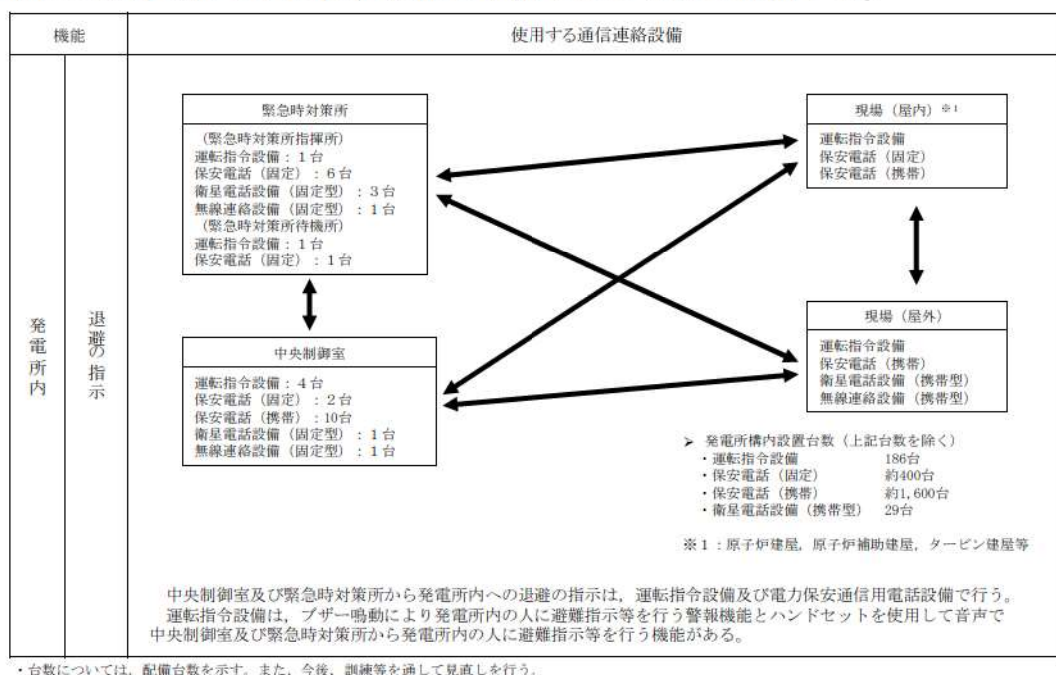 機能
使用する通信連絡設備
発電所内
退避の指示
緊急時対策所
(緊急時対策所指揮所)
運転指令設備：1台
保安電話（固定）：6台
衛星電話設備（固定型）：3台
無線連絡設備（固定型）：1台
(緊急時対策所待機所)
運転指令設備：1台
保安電話（固定）：1台
中央制御室
運転指令設備：4台
保安電話（固定）：2台
保安電話（携帯）：10台
衛星電話設備（固定型）：1台
無線連絡設備（固定型）：1台
現場（屋内）※1
運転指令設備
保安電話（固定）
保安電話（携帯）
現場（屋外）
運転指令設備
保安電話（携帯）
衛星電話設備（携帯型）
無線連絡設備（携帯型）
➢ 発電所構内設置台数（上記台数を除く）
・運転指令設備 186台
・保安電話（固定） 約400台
・保安電話（携帯） 約1,600台
・衛星電話設備（携帯型） 29台
※1：原子炉建屋，原子炉補助建屋，タービン建屋等
中央制御室及び緊急時対策所から発電所内への退避の指示は，運転指令設備及び電力保安通信用電話設備で行う。
運転指令設備は，ブザー鳴動により発電所内の人に避難指示等を行う警報機能とハンドセットを使用して音声で
中央制御室及び緊急時対策所から発電所内の人に避難指示等を行う機能がある。
・台数については，配備台数を示す。また，今後，訓練等を通して見直しを行う。